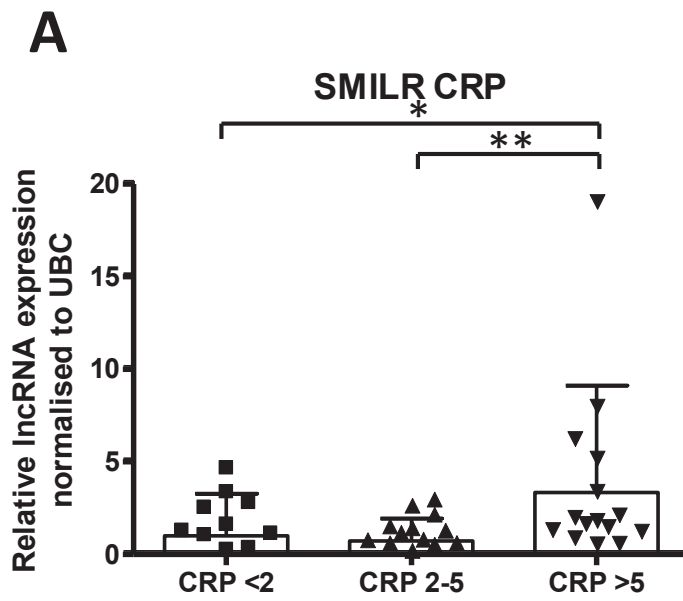 A
SMILR CRP
*
**
Relative lncRNA expression
normalised to UBC
20
15
10
5
0
CRP <2
CRP 2-5
CRP >5